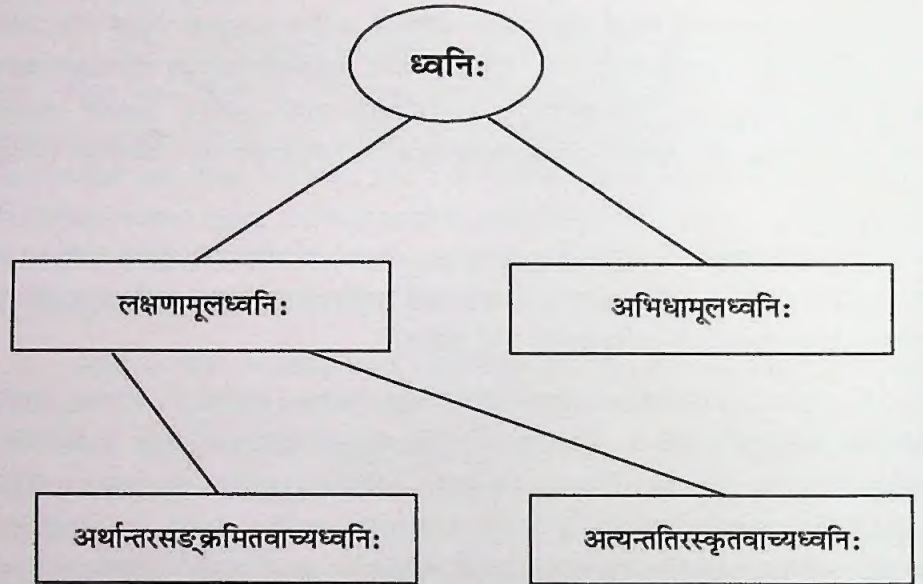 ध्वनिः
लक्षणामूलध्वनिः
अभिधामूलध्वनिः
अर्थान्तरसङ्क्रमितवाच्यध्वनिः
अत्यन्ततिरस्कृतवाच्यध्वनिः